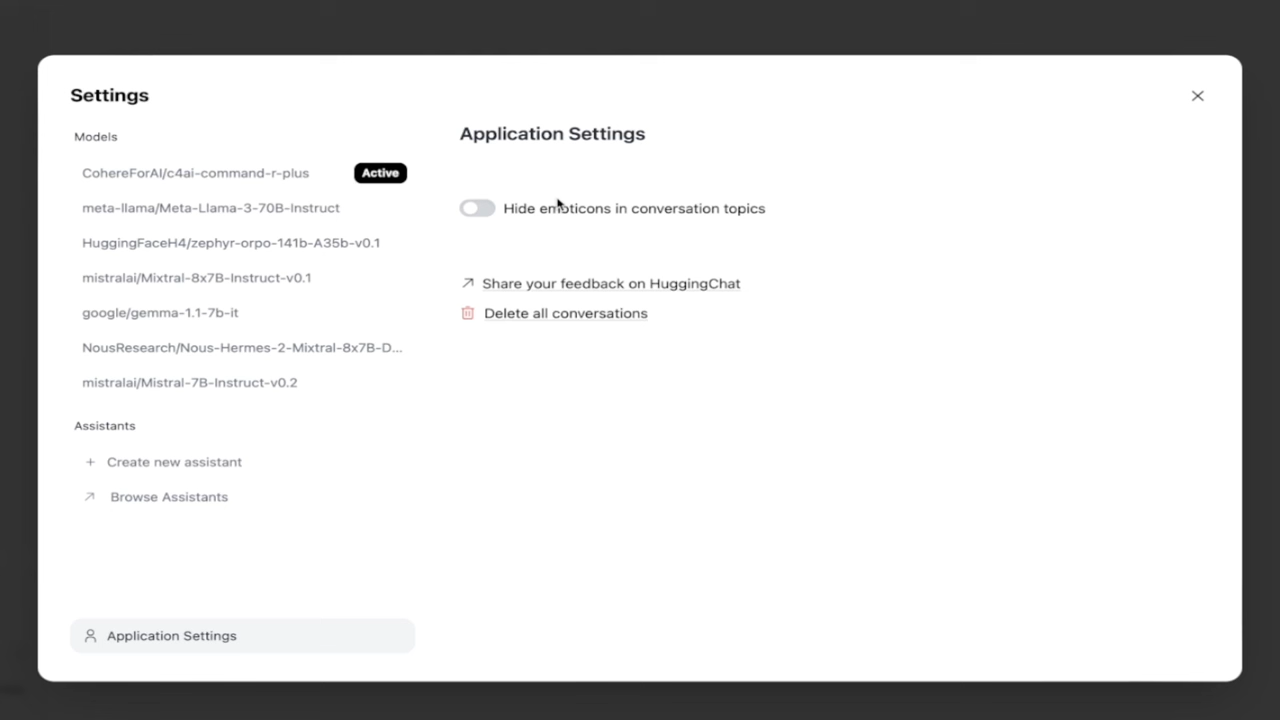 Settings
Models
CohereForAI/c4ai-command-r-plus
Active
meta-llama/Meta-Llama-3-70B-Instruct
HuggingFaceH4/zephyr-orpo-141b-A35b-v0.1
mistralai/Mixtral-8x7B-Instruct-v0.1
google/gemma-1.1-7b-it
NousResearch/Nous-Hermes-2-Mixtral-8x7B-D...
mistralai/Mistral-7B-Instruct-v0.2
Assistants
Create new assistant
Browse Assistants
Application Settings
Application Settings
Hide emoticons in conversation topics
Share your feedback on HuggingChat
Delete all conversations